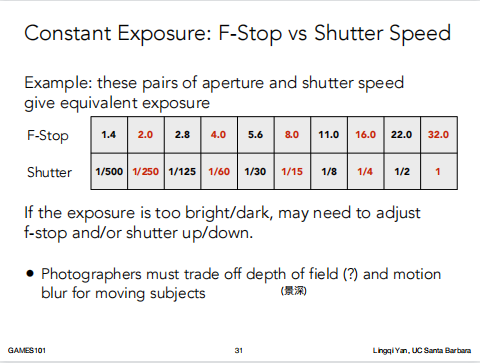 Constant Exposure: F-Stop vs Shutter Speed
Example: these pairs of aperture and shutter speed
give equivalent exposure
F-Stop 1.4 2.0 2.8 4.0 5.6 8.0 11.0 16.0 22.0 32.0
Shutter 1/500 1/250 1/125 1/60 1/30 1/15 1/8 1/4 1/2 1
If the exposure is too bright/dark, may need to adjust
f-stop and/or shutter up/down.
• Photographers must trade off depth of field (?) and motion
blur for moving subjects (景深)
GAMES101 31 Lingqi Yan, UC Santa Barbara